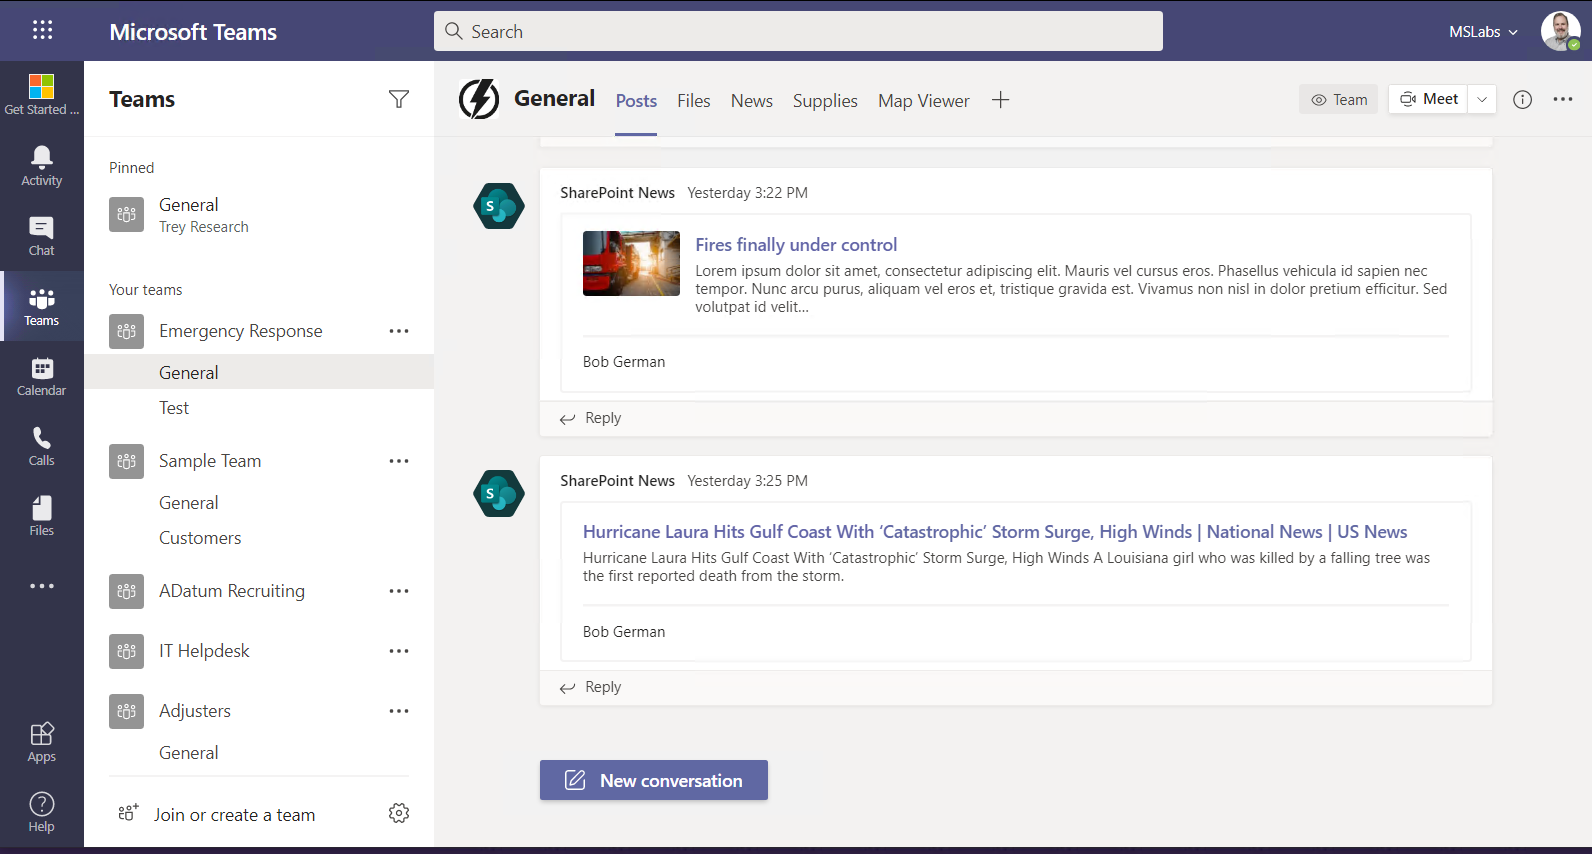 Microsoft Teams
Search
MSLabs
Get Started ...
Activity
Chat
Teams
Calendar
Calls
Files
Apps
Help
Teams
Pinned
General
Trey Research
Your teams
Emergency Response
General
Test
Sample Team
General
Customers
ADatum Recruiting
IT Helpdesk
Adjusters
General
Join or create a team
General Posts Files News Supplies Map Viewer
Team
Meet
S
SharePoint News Yesterday 3:22 PM
Fires finally under control
Lorem ipsum dolor sit amet, consectetur adipiscing elit. Mauris vel cursus eros. Phasellus vehicula id sapien nec
tempor. Nunc arcu purus, aliquam vel eros et, tristique gravida est. Vivamus non nisl in dolor pretium efficitur. Sed
volutpat id velit...
Bob German
Reply
S
SharePoint News Yesterday 3:25 PM
Hurricane Laura Hits Gulf Coast With ‘Catastrophic’ Storm Surge, High Winds | National News | US News
Hurricane Laura Hits Gulf Coast With ‘Catastrophic’ Storm Surge, High Winds A Louisiana girl who was killed by a falling tree was
the first reported death from the storm.
Bob German
Reply
New conversation